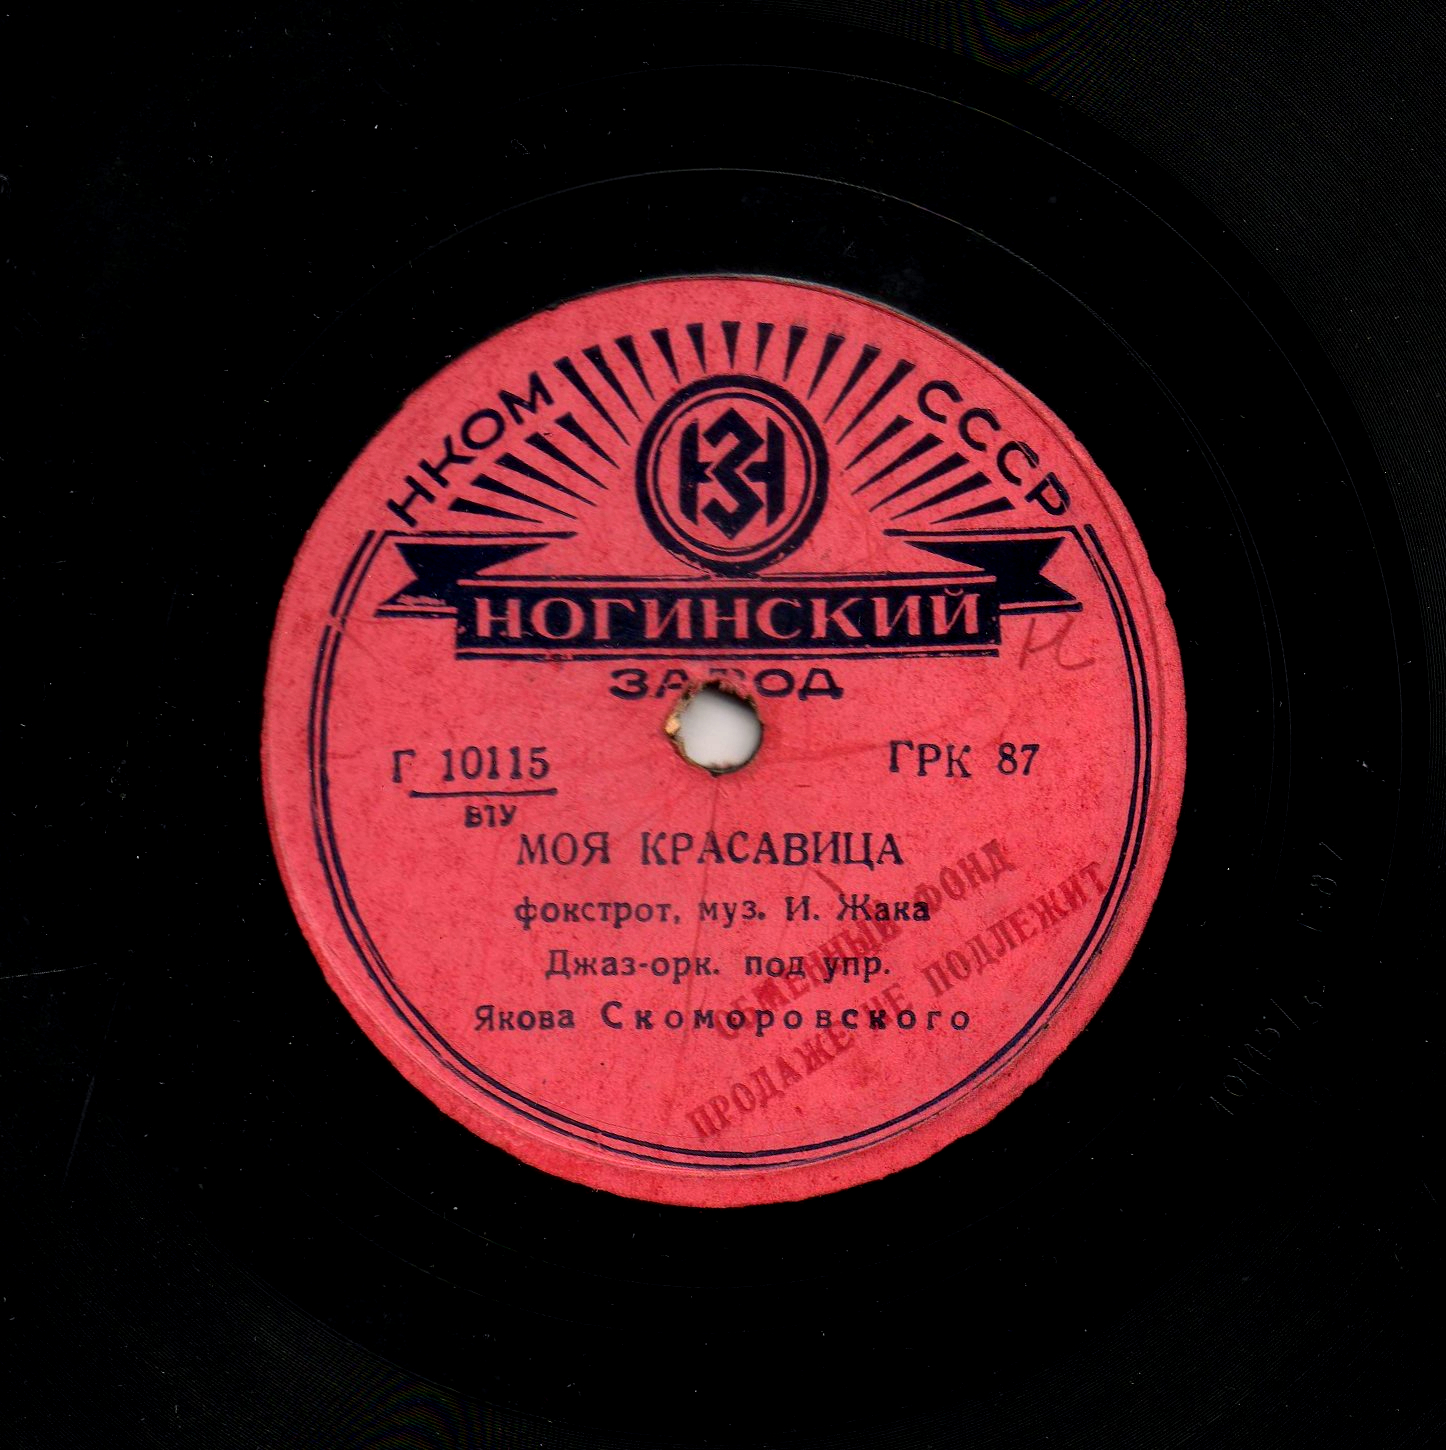 НКОМ СССР
НЗ
НОГИНСКИЙ
ЗАВОД
Г 10115
ВТУ
ГРК 87
МОЯ КРАСАВИЦА
фокстрот, муз. И. Жака
Джаз-орк. под упр.
Якова Скоморовского
ОБМЕННЫЙ ФОНД
ПРОДАЖЕ НЕ ПОДЛЕЖИТ